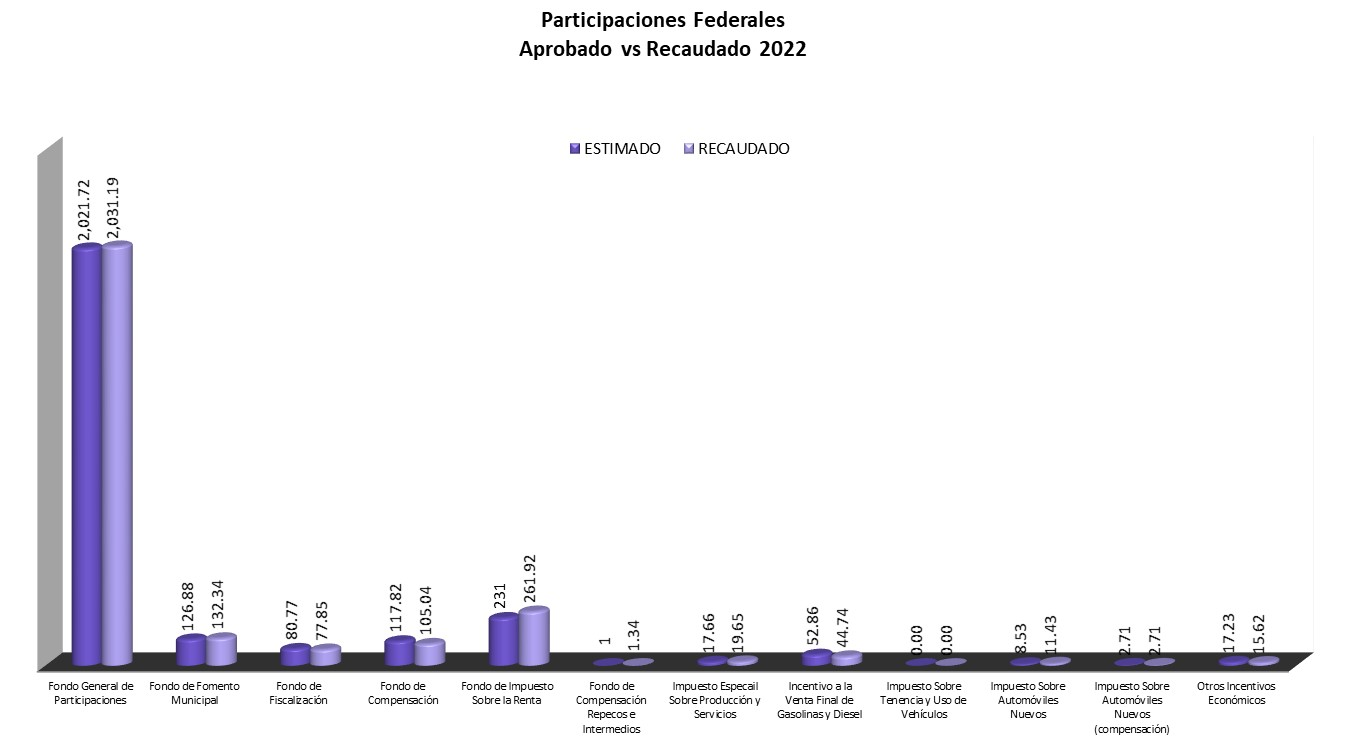 Participaciones Federales
Aprobado vs Recaudado 2022
ESTIMADO RECAUDADO
2,021.72 2,031.19
126.88 132.34
80.77 77.85
117.82 105.04
231 261.92
1 1.34
17.66 19.65
52.86 44.74
0.00 0.00
8.53 11.43
2.71 2.71
17.23 15.62
Fondo General de
Participaciones
Fondo de Fomento
Municipal
Fondo de
Fiscalización
Fondo de
Compensación
Fondo de Impuesto
Sobre la Renta
Fondo de
Compensación
Repecos e
Intermedios
Impuesto Especail
Sobre Producción y
Servicios
Incentivo a la
Venta Final de
Gasolinas y Diesel
Impuesto Sobre
Tenencia y Uso de
Vehículos
Impuesto Sobre
Automóviles
Nuevos
Impuesto Sobre
Automóviles
Nuevos
(compensación)
Otros Incentivos
Económicos